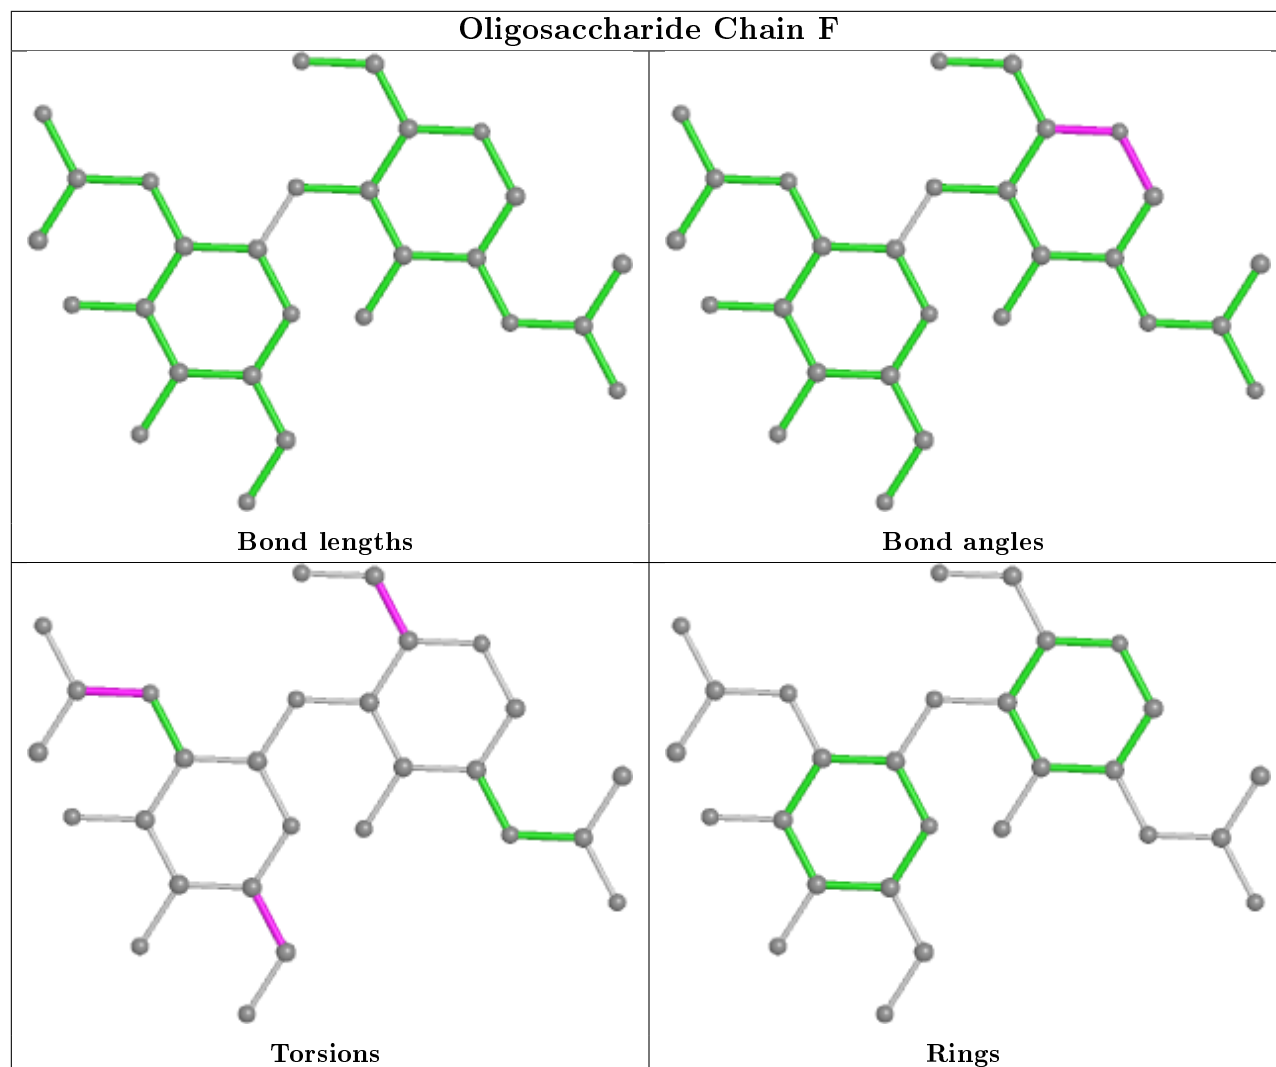 Oligosaccharide Chain F
Bond lengths
Bond angles
Torsions
Rings